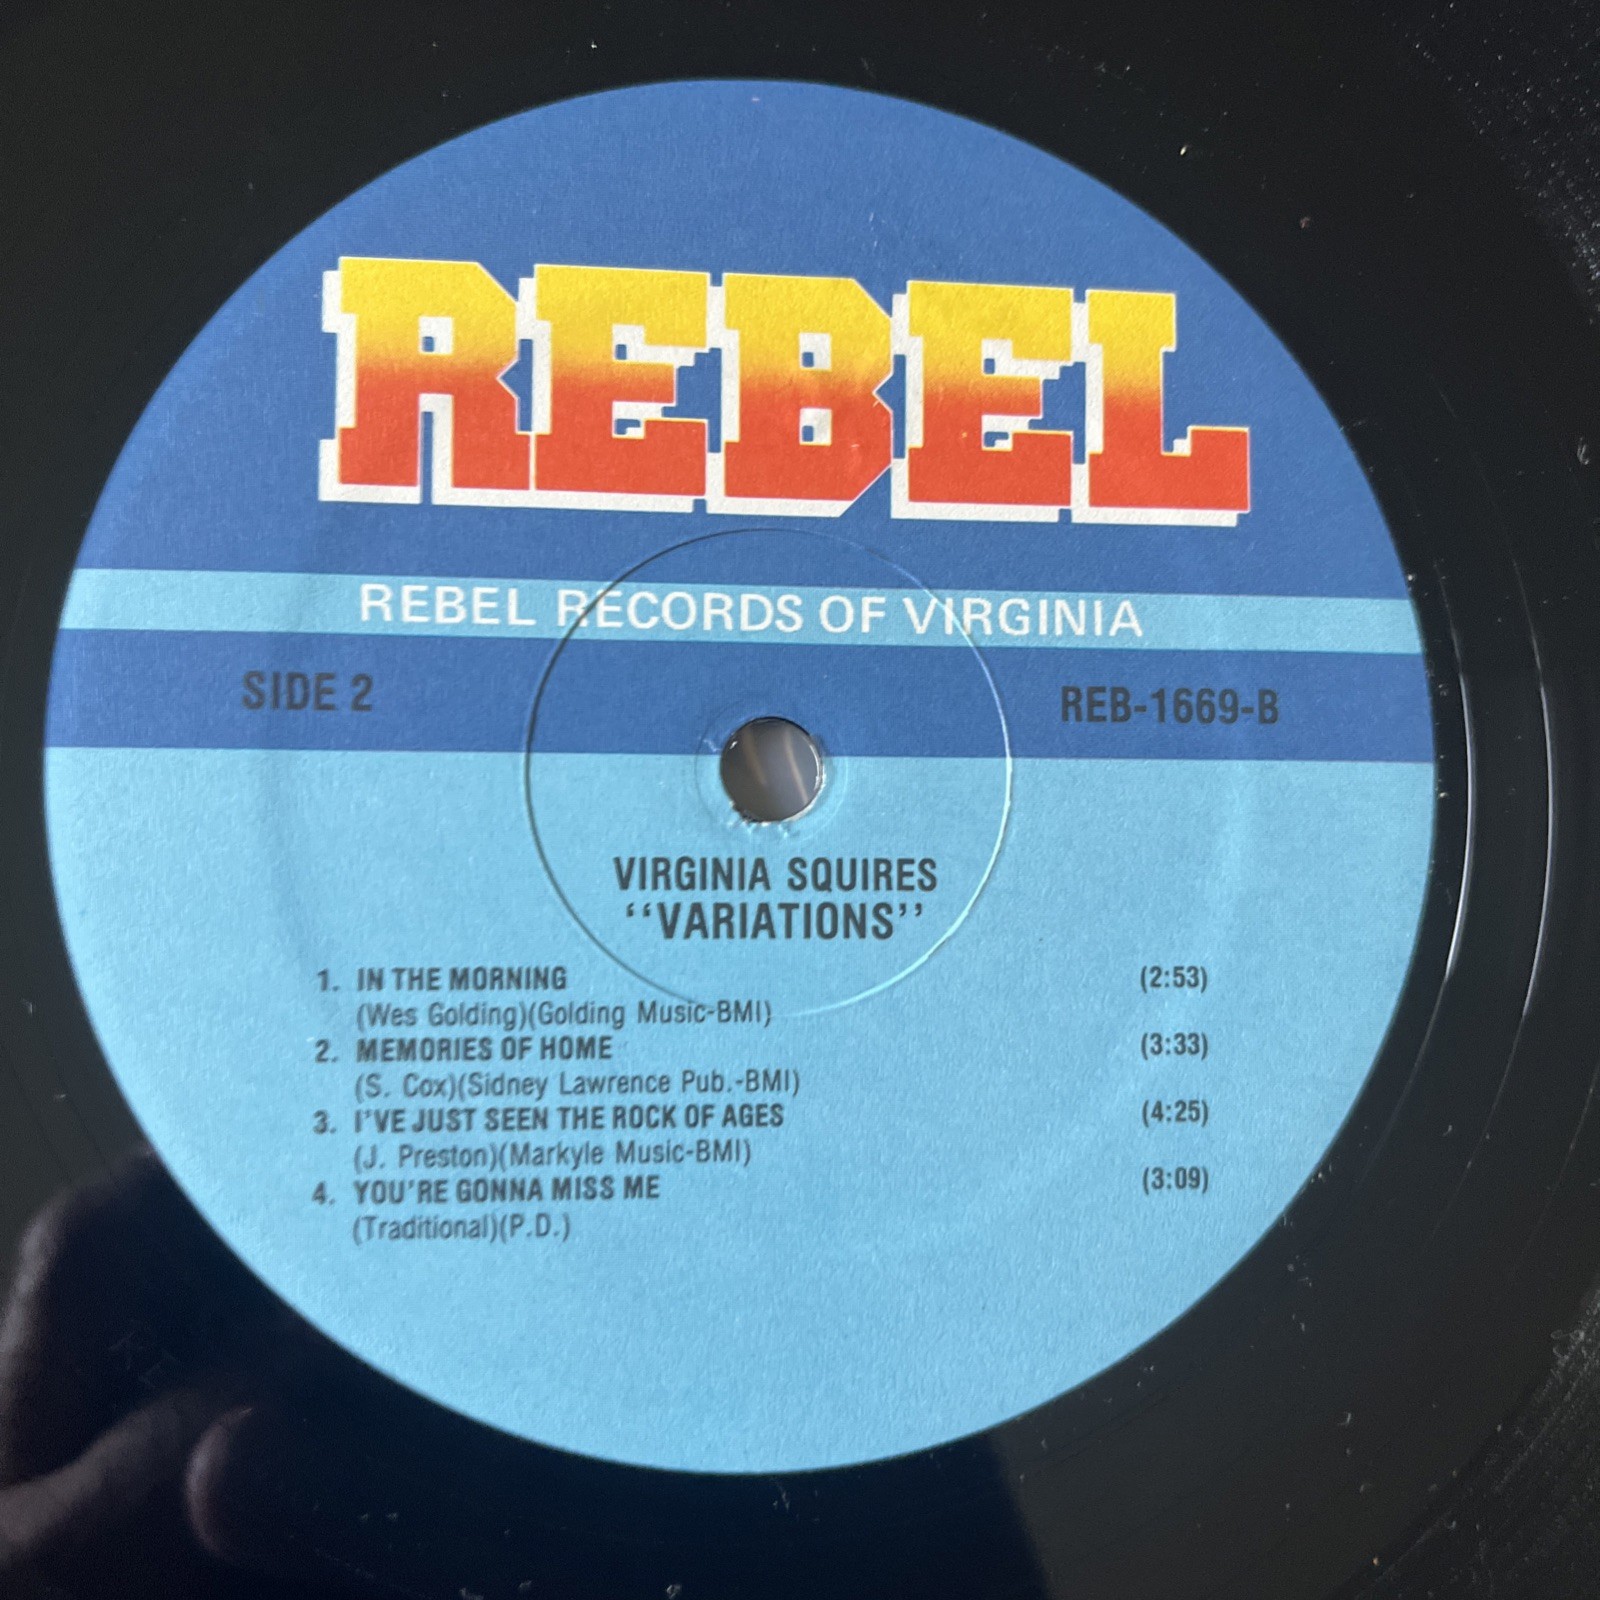 REBEL
REBEL RECORDS OF VIRGINIA
SIDE 2
REB-1669-B
VIRGINIA SQUIRES
"VARIATIONS"
1. IN THE MORNING (2:53)
(Wes Golding)(Golding Music-BMI)
2. MEMORIES OF HOME (3:33)
(S. Cox)(Sidney Lawrence Pub.-BMI)
3. I'VE JUST SEEN THE ROCK OF AGES (4:25)
(J. Preston)(Markyle Music-BMI)
4. YOU'RE GONNA MISS ME (3:09)
(Traditional)(P.D.)